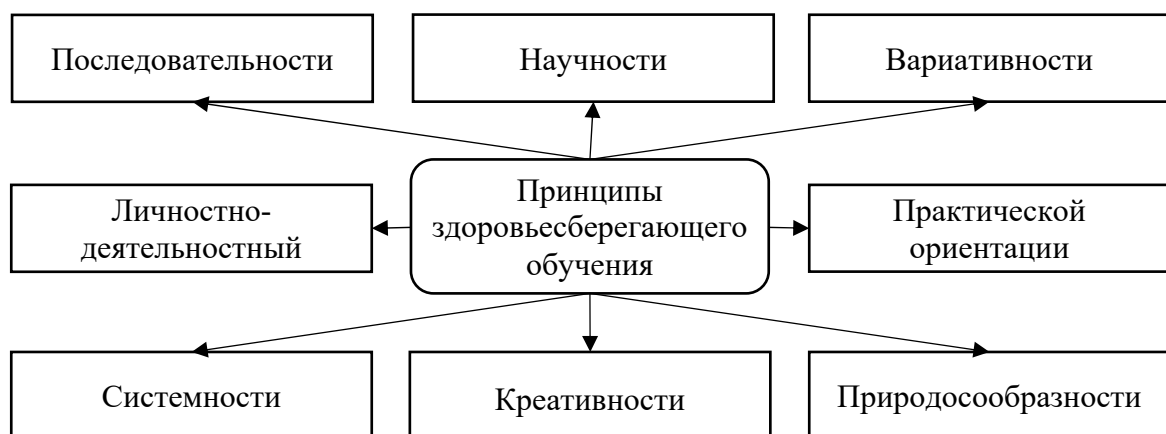 Последовательности
Научности
Вариативности
Личностно-
деятельностный
Принципы
здоровьесберегающего
обучения
Практической
ориентации
Системности
Креативности
Природосообразности